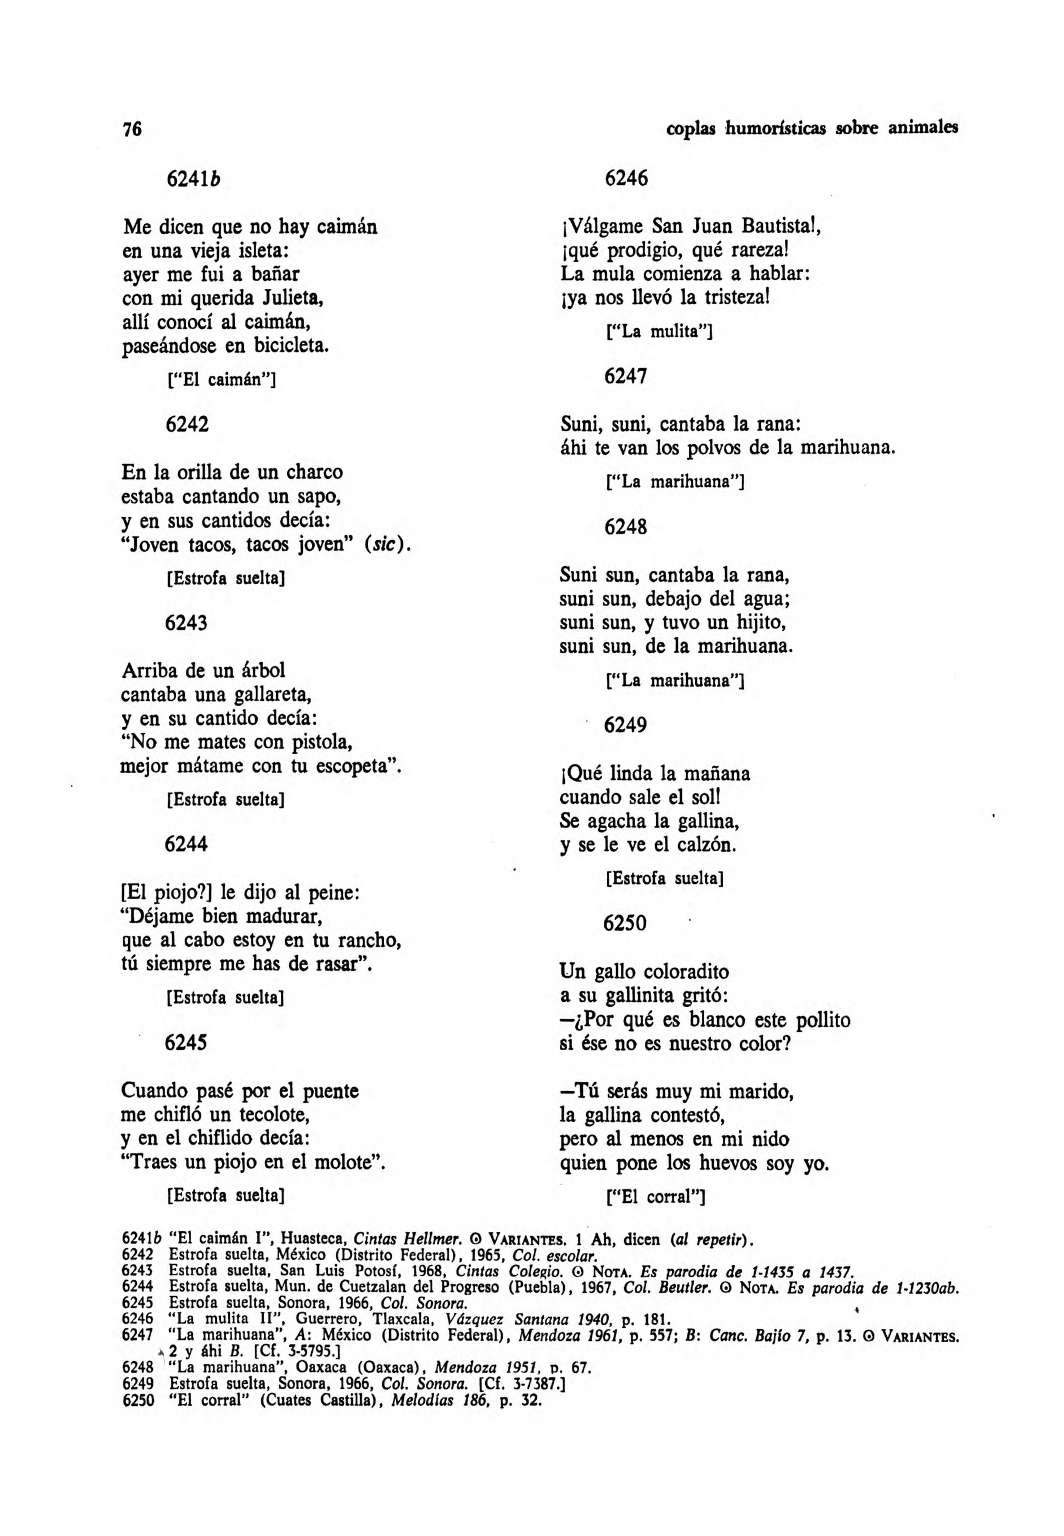 76
coplas humorísticas sobre animales
6241b
Me dicen que no hay caimán
en una vieja isleta:
ayer me fui a bañar
con mi querida Julieta,
allí conocí al caimán,
paseándose en bicicleta.
["El caimán"]
6242
En la orilla de un charco
estaba cantando un sapo,
y en sus cantidos decía:
“Joven tacos, tacos joven” (sic).
[Estrofa suelta]
6243
Arriba de un árbol
cantaba una gallareta,
y en su cantido decía:
“No me mates con pistola,
mejor mátame con tu escopeta”.
[Estrofa suelta]
6244
[El piojo?] le dijo al peine:
“Déjame bien madurar,
que al cabo estoy en tu rancho,
tú siempre me has de rasar”.
[Estrofa suelta]
6245
Cuando pasé por el puente
me chifló un tecolote,
y en el chiflido decía:
“Traes un piojo en el molote”.
[Estrofa suelta]
6246
¡Válgame San Juan Bautista!,
¡qué prodigio, qué rareza!
La mula comienza a hablar:
¡ya nos llevó la tristeza!
[“La mulita”]
6247
Suni, suni, cantaba la rana:
áhi te van los polvos de la marihuana.
[“La marihuana”]
6248
Suni sun, cantaba la rana,
suni sun, debajo del agua;
suni sun, y tuvo un hijito,
suni sun, de la marihuana.
[“La marihuana”]
6249
¡Qué linda la mañana
cuando sale el sol!
Se agacha la gallina,
y se le ve el calzón.
[Estrofa suelta]
6250
Un gallo coloradito
a su gallinita gritó:
—¿Por qué es blanco este pollito
si ése no es nuestro color?
—Tú serás muy mi marido,
la gallina contestó,
pero al menos en mi nido
quien pone los huevos soy yo.
[“El corral”]
6241b “El caimán I”, Huasteca, Cintas Hellmer. ⊙ VARIANTES. 1 Ah, dicen (al repetir).
6242 Estrofa suelta, México (Distrito Federal), 1965, Col. escolar.
6243 Estrofa suelta, San Luis Potosí, 1968, Cintas Colegio. ⊙ NOTA. Es parodia de 1-1435 a 1437.
6244 Estrofa suelta, Mun. de Cuetzalan del Progreso (Puebla), 1967, Col. Beutler. ⊙ NOTA. Es parodia de 1-1230ab.
6245 Estrofa suelta, Sonora, 1966, Col. Sonora.
6246 “La mulita II”, Guerrero, Tlaxcala, Vázquez Santana 1940, p. 181.
6247 “La marihuana”, A: México (Distrito Federal), Mendoza 1961, p. 557; B: Canc. Bajío 7, p. 13. ⊙ VARIANTES.
2 y áhi B. [Cf. 3-5795.]
6248 “La marihuana”, Oaxaca (Oaxaca), Mendoza 1951, p. 67.
6249 Estrofa suelta, Sonora, 1966, Col. Sonora. [Cf. 3-7387.]
6250 “El corral” (Cuates Castilla), Melodías 186, p. 32.